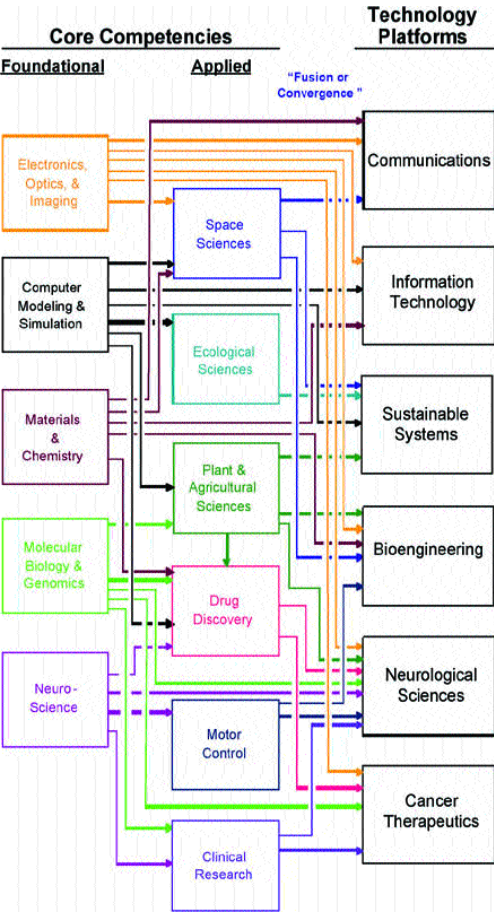 Technology
Platforms
Core Competencies
Foundational
Applied
“Fusion or
Convergence ”
Electronics,
Optics, &
Imaging
Computer
Modeling &
Simulation
Materials
&
Chemistry
Molecular
Biology &
Genomics
Neuro-
Science
Space
Sciences
Ecological
Sciences
Plant &
Agricultural
Sciences
Drug
Discovery
Motor
Control
Clinical
Research
Communications
Information
Technology
Sustainable
Systems
Bioengineering
Neurological
Sciences
Cancer
Therapeutics